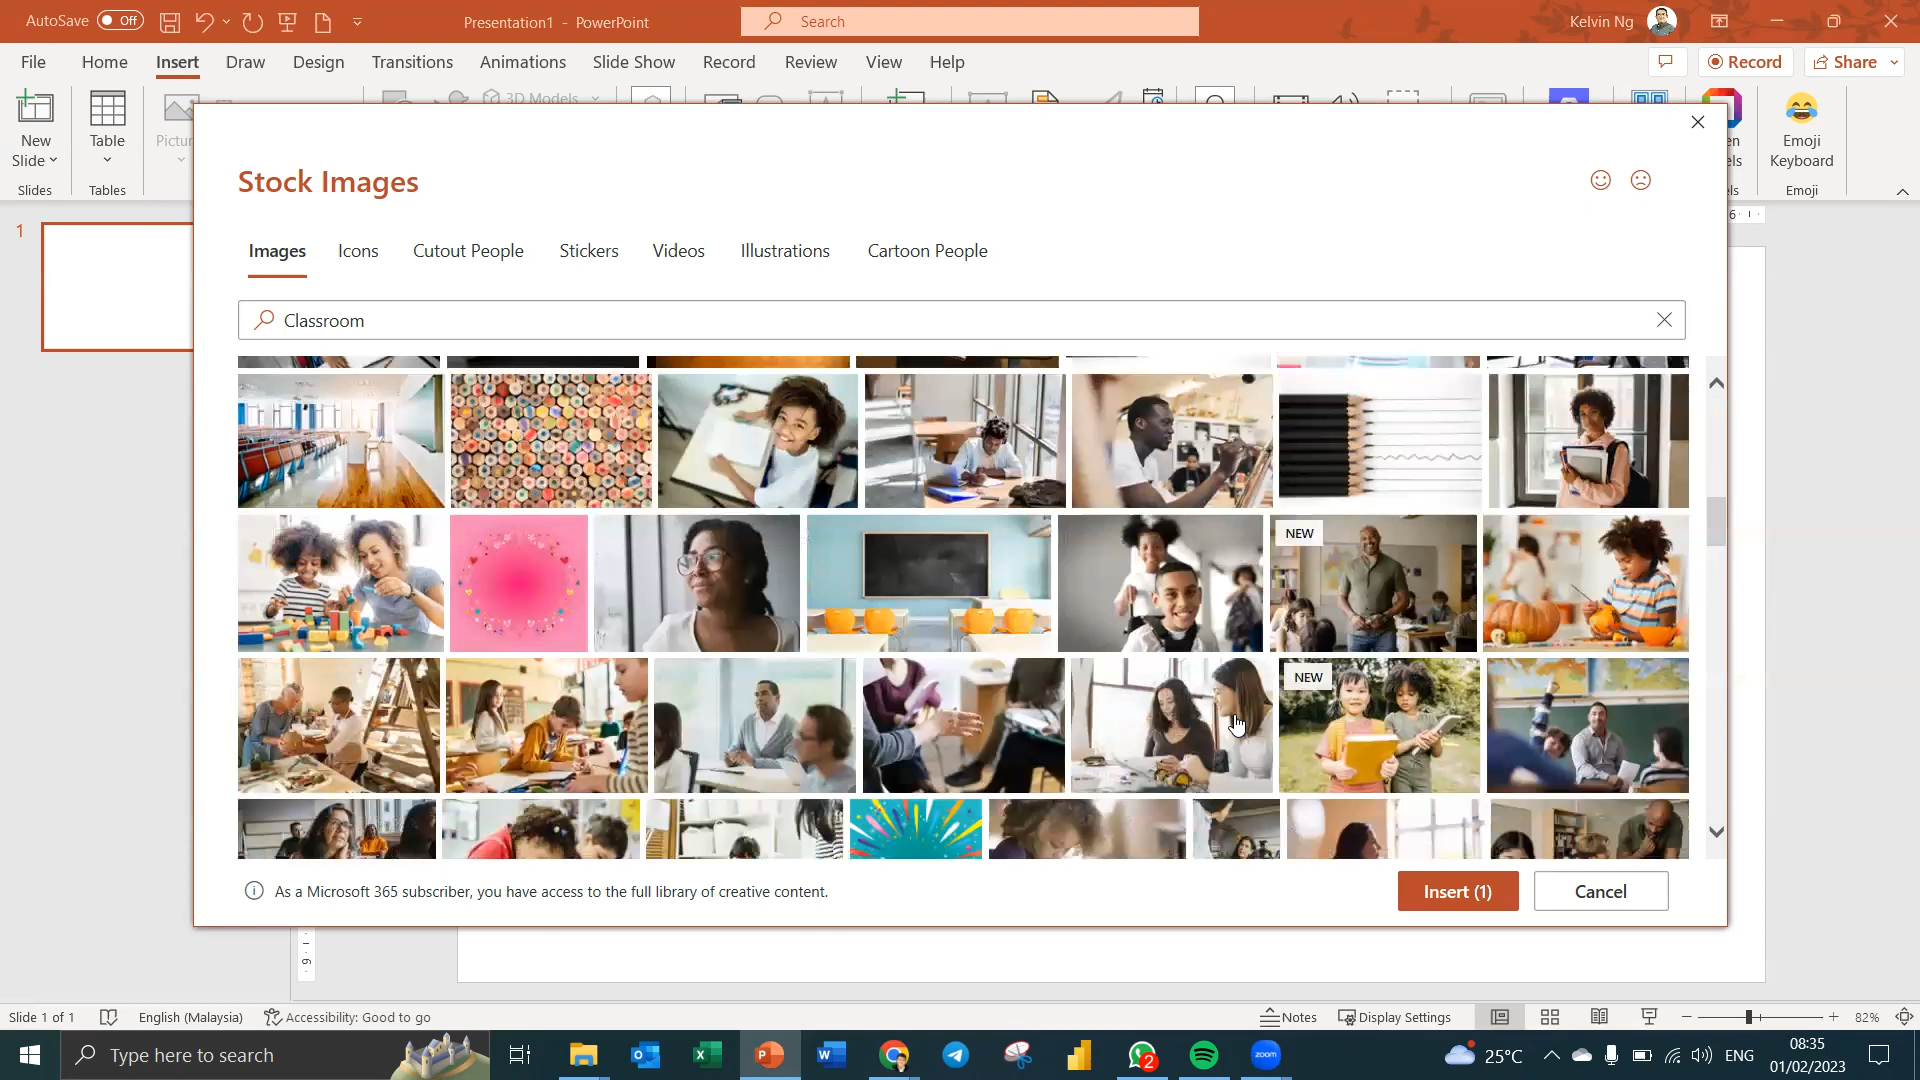 AutoSave Off Presentation1 - PowerPoint Search Kelvin Ng
File Home Insert Draw Design Transitions Animations Slide Show Record Review View Help Record Share
3D Models
New Slide
Table
Emoji Keyboard
Slides Tables Emoji
1
Stock Images
Images Icons Cutout People Stickers Videos Illustrations Cartoon People
Classroom
NEW
NEW
As a Microsoft 365 subscriber, you have access to the full library of creative content.
Insert (1) Cancel
Slide 1 of 1 English (Malaysia) Accessibility: Good to go Notes Display Settings 82%
Type here to search 2 zoom 25°C ENG 08:35
01/02/2023